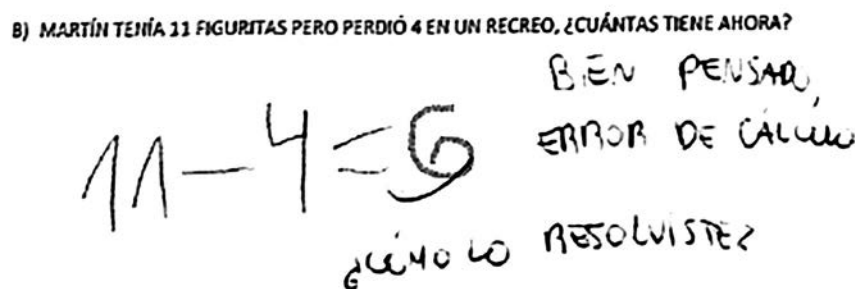 B) MARTÍN TENÍA 11 FIGURITAS PERO PERDIÓ 4 EN UN RECREO, ¿CUÁNTAS TIENE AHORA?
BIEN PENSADO,
11-4=6
ERROR DE CÁLCULO
¿CÓMO LO RESOLVISTE?